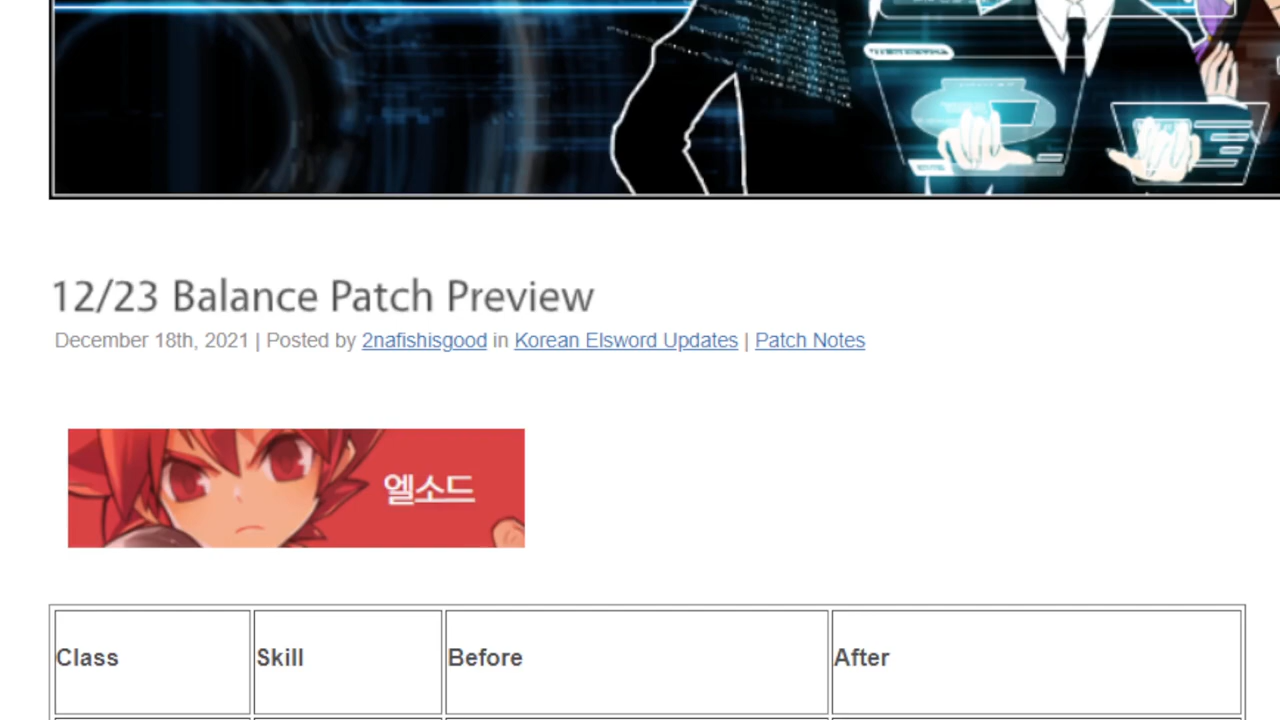 12/23 Balance Patch Preview
December 18th, 2021 | Posted by 2nafishisgood in Korean Elsword Updates | Patch Notes
엘소드
Class Skill Before After